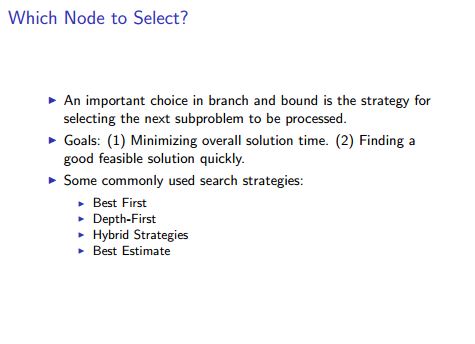 Which Node to Select?
▶ An important choice in branch and bound is the strategy for
selecting the next subproblem to be processed.
▶ Goals: (1) Minimizing overall solution time. (2) Finding a
good feasible solution quickly.
▶ Some commonly used search strategies:
▶ Best First
▶ Depth-First
▶ Hybrid Strategies
▶ Best Estimate